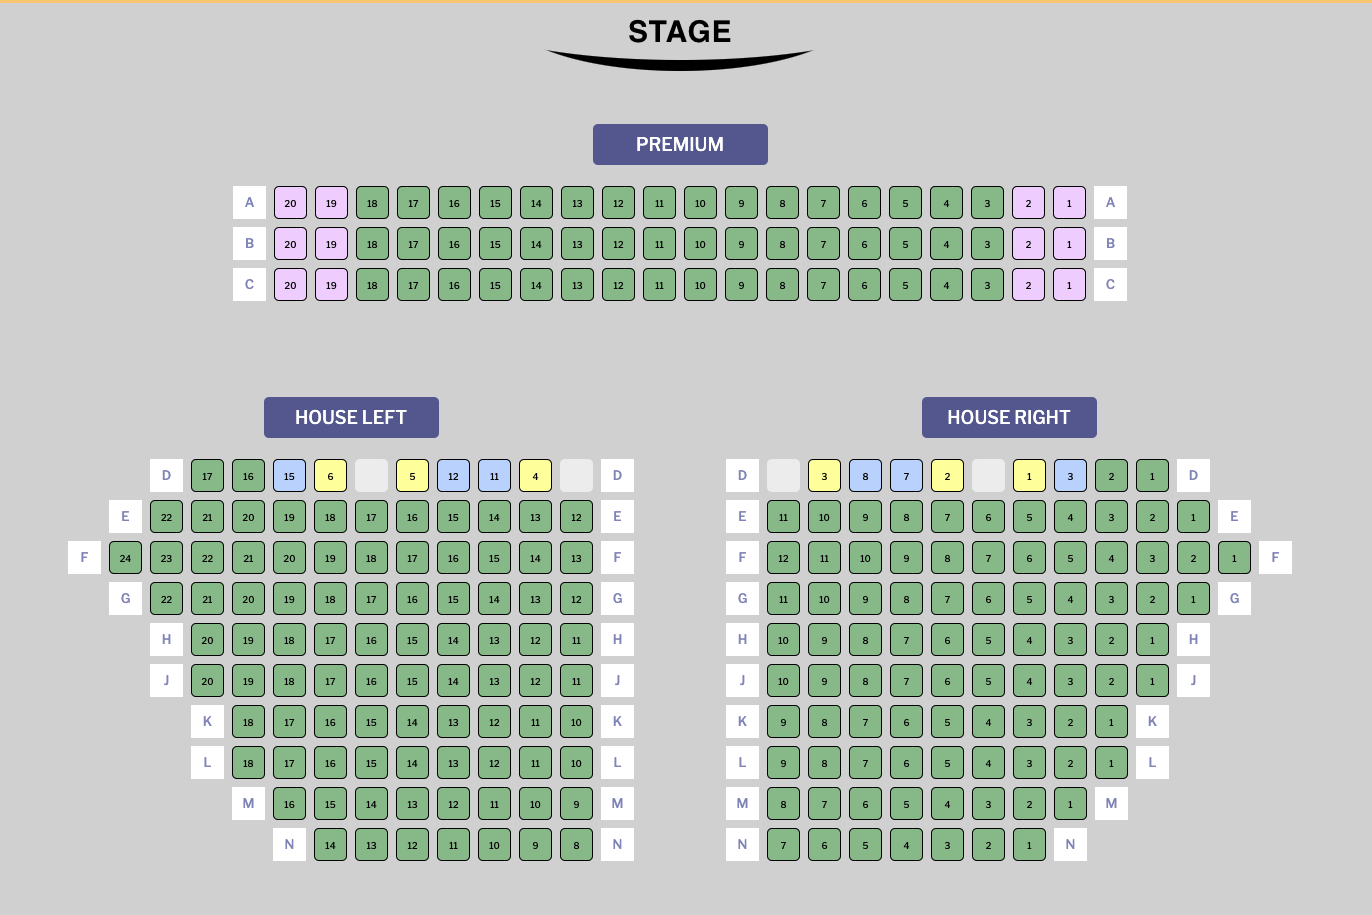 STAGE
PREMIUM
A 20 19 18 17 16 15 14 13 12 11 10 9 8 7 6 5 4 3 2 1 A
B 20 19 18 17 16 15 14 13 12 11 10 9 8 7 6 5 4 3 2 1 B
C 20 19 18 17 16 15 14 13 12 11 10 9 8 7 6 5 4 3 2 1 C
HOUSE LEFT
D 17 16 15 6 5 12 11 4 D
E 22 21 20 19 18 17 16 15 14 13 12 E
F 24 23 22 21 20 19 18 17 16 15 14 13 F
G 22 21 20 19 18 17 16 15 14 13 12 G
H 20 19 18 17 16 15 14 13 12 11 H
J 20 19 18 17 16 15 14 13 12 11 J
K 18 17 16 15 14 13 12 11 10 K
L 18 17 16 15 14 13 12 11 10 L
M 16 15 14 13 12 11 10 9 M
N 14 13 12 11 10 9 8 N
HOUSE RIGHT
D 3 8 7 2 1 3 2 1 D
E 11 10 9 8 7 6 5 4 3 2 1 E
F 12 11 10 9 8 7 6 5 4 3 2 1 F
G 11 10 9 8 7 6 5 4 3 2 1 G
H 10 9 8 7 6 5 4 3 2 1 H
J 10 9 8 7 6 5 4 3 2 1 J
K 9 8 7 6 5 4 3 2 1 K
L 9 8 7 6 5 4 3 2 1 L
M 8 7 6 5 4 3 2 1 M
N 7 6 5 4 3 2 1 N